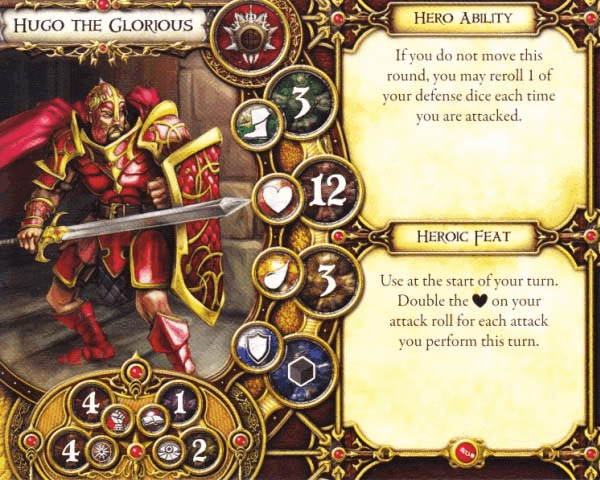 Hugo the Glorious
3
12
3
4
1
4
2
Hero Ability
If you do not move this
round, you may reroll 1 of
your defense dice each time
you are attacked.
Heroic Feat
Use at the start of your turn.
Double the ♥ on your
attack roll for each attack
you perform this turn.